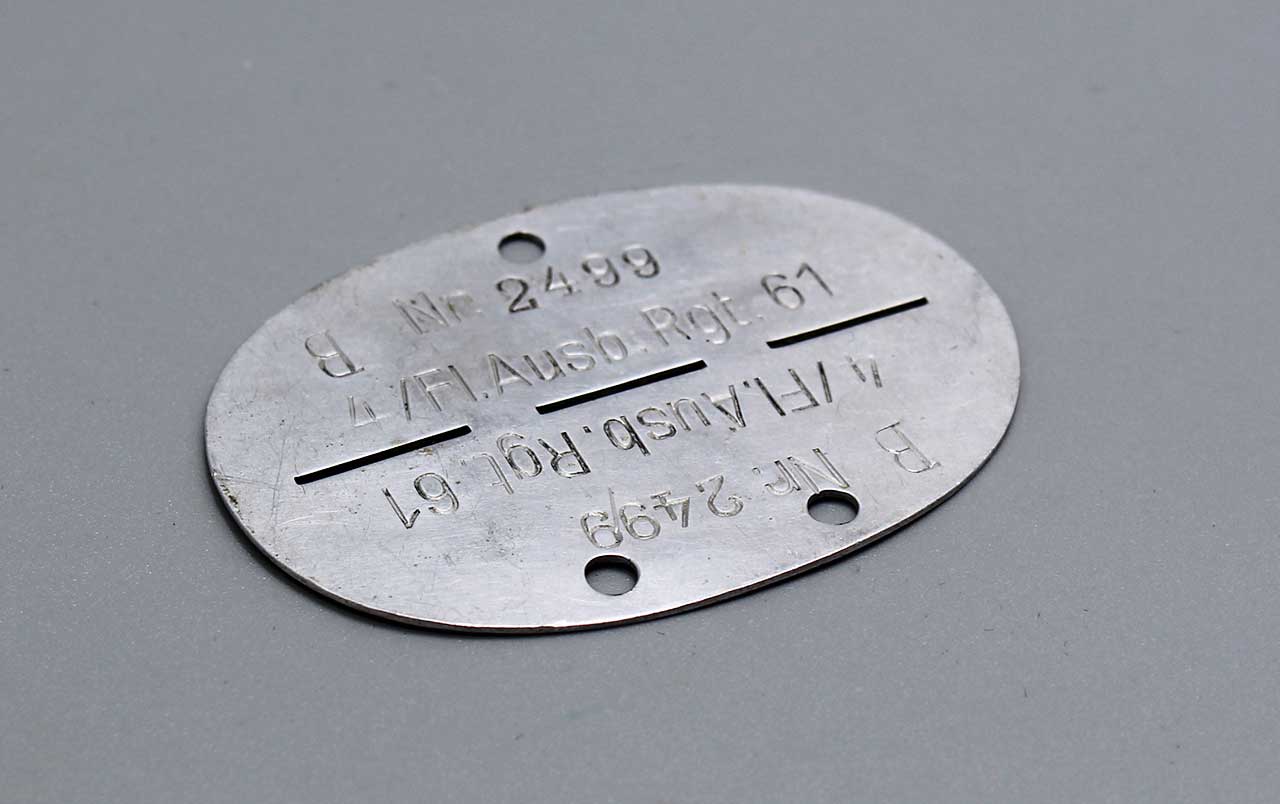 Nr. 2499
B
4/Fl.Ausb.Rgt. 61
4/Fl.Ausb.Rgt. 61
B Nr. 2499